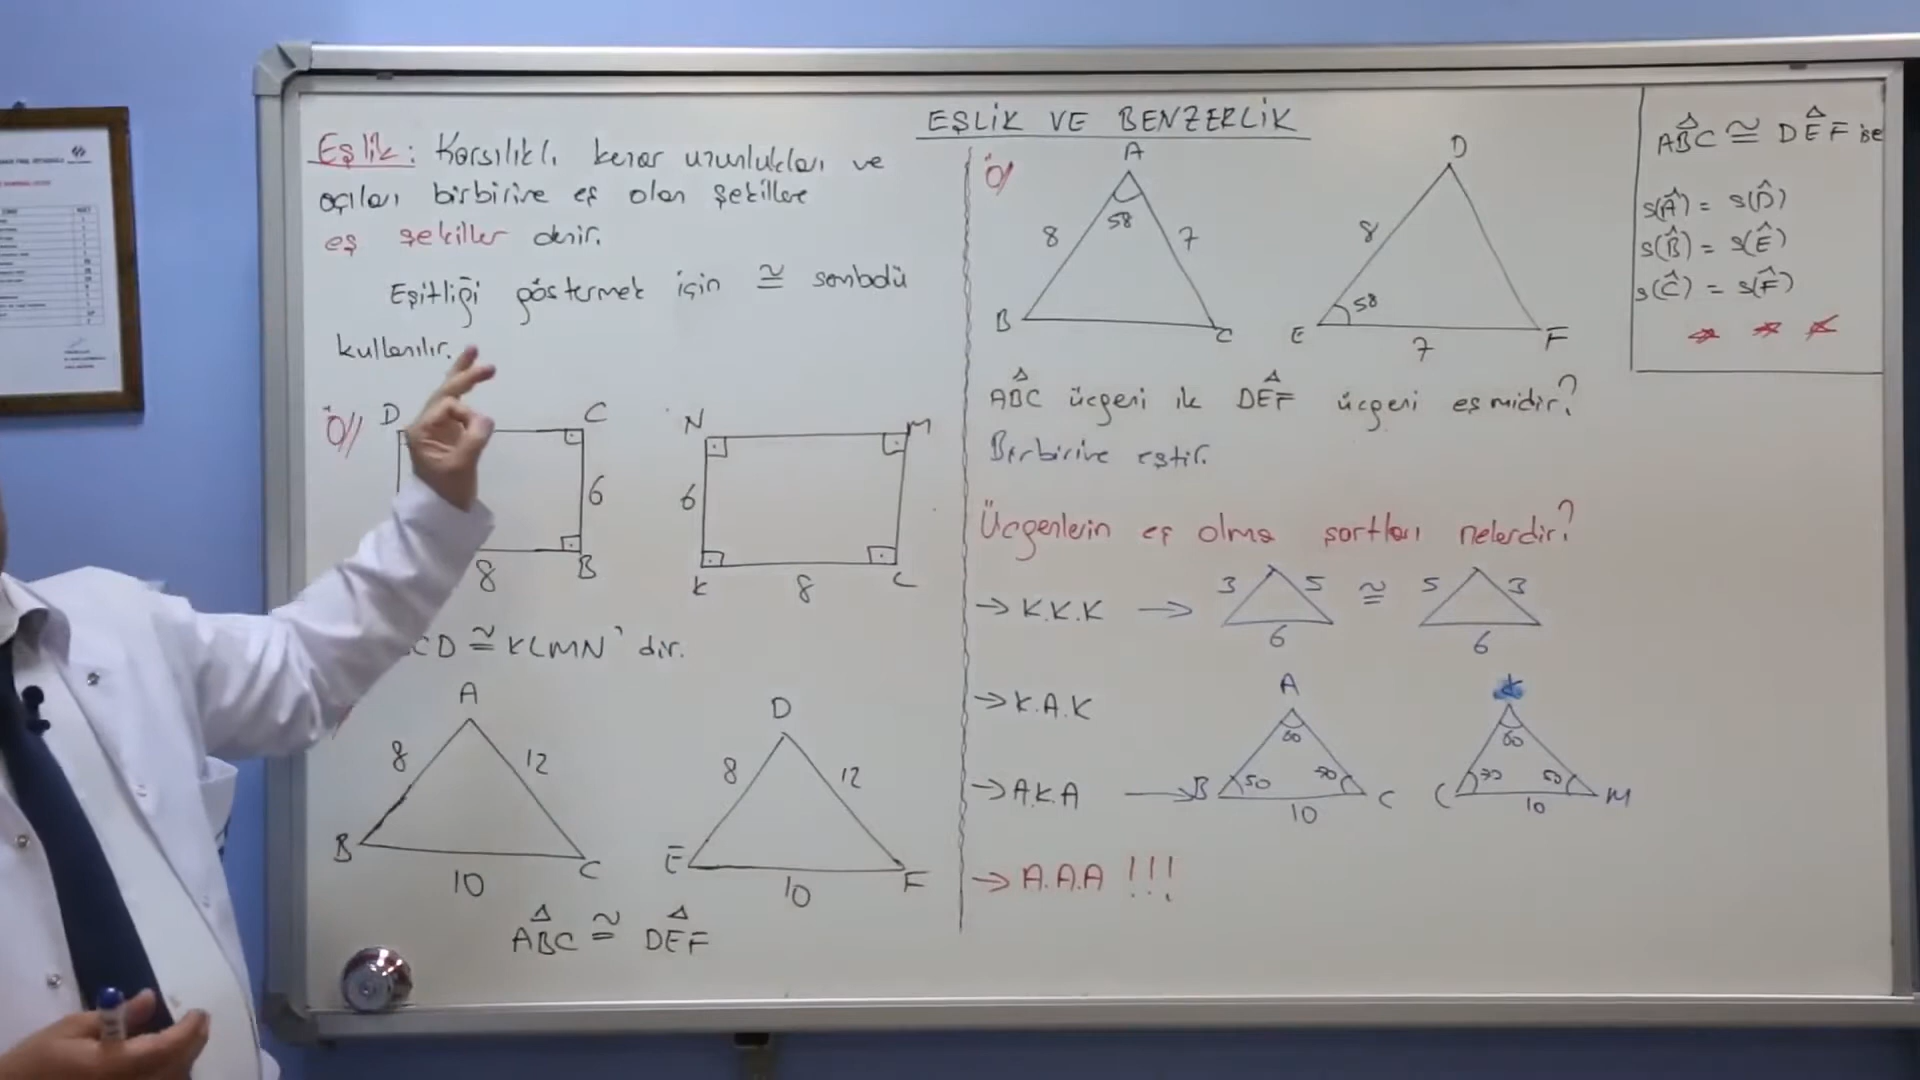 EŞLİK VE BENZERLİK
Eşlik: Karşılıklı kenar uzunlukları ve
açıları birbirine eş olan şekillere
eş şekiller denir.
Eşitliği göstermek için ≅ sembolü
kullanılır.
Ö// D C
6
8 B
N M
6
K 8 L
CD ≅ KLMN' dir.
A
8 12
B C
10
D
8 12
E F
10
ABC ≅ DEF
Ö/ A
58
8 7
B C
D
8
58
E 7 F
ABC üçgeni ile DEF üçgeni eşmidir?
Birbirine eştir.
Üçgenlerin eş olma şartları nelerdir?
→ K.K.K → 3 5 6 ≅ 5 3 6
→ K.A.K
→ A.K.A →
A
60
B 50 70 C
10
K
60
L 70 50 M
10
→ A.A.A !!!
ABC ≅ DEF ise
s(Â) = s(D̂)
s(B̂) = s(Ê)
s(Ĉ) = s(F̂)